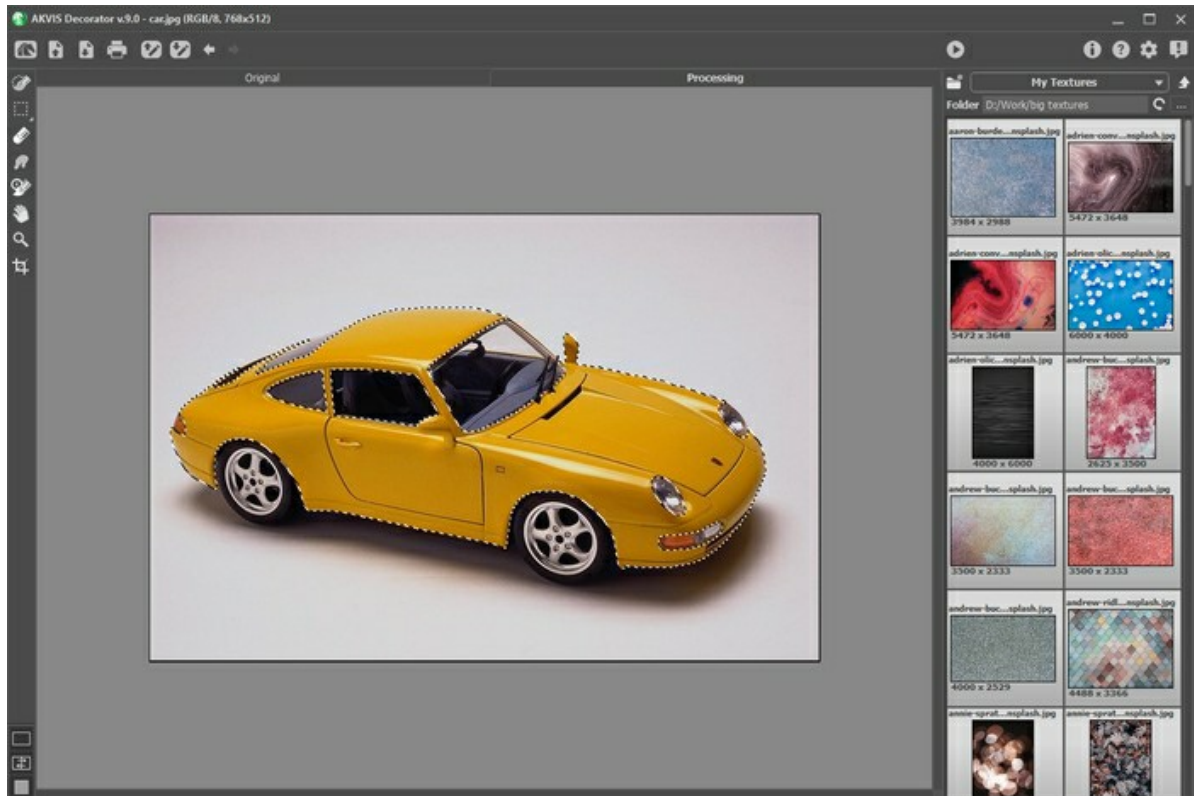 AKVIS Decorator v.9.0 - car.jpg (RGB/8, 768x512)
Original
Processing
My Textures
Folder D:/Work/big textures
...
aaron-burde...nsplash.jpg
3984 x 2988
adrien-conv...nsplash.jpg
5472 x 3648
adrien-conv...nsplash.jpg
5472 x 3648
adrien-olic...nsplash.jpg
6000 x 4000
adrien-olic...nsplash.jpg
4000 x 6000
andrew-buc...splash.jpg
2625 x 3500
andrew-buc...splash.jpg
3500 x 2333
andrew-buc...splash.jpg
3500 x 2333
andrew-buc...splash.jpg
4000 x 2529
andrew-ridl...nsplash.jpg
4488 x 3366
annie-sprat...nsplash.jpg
annie-sprat...nsplash.jpg